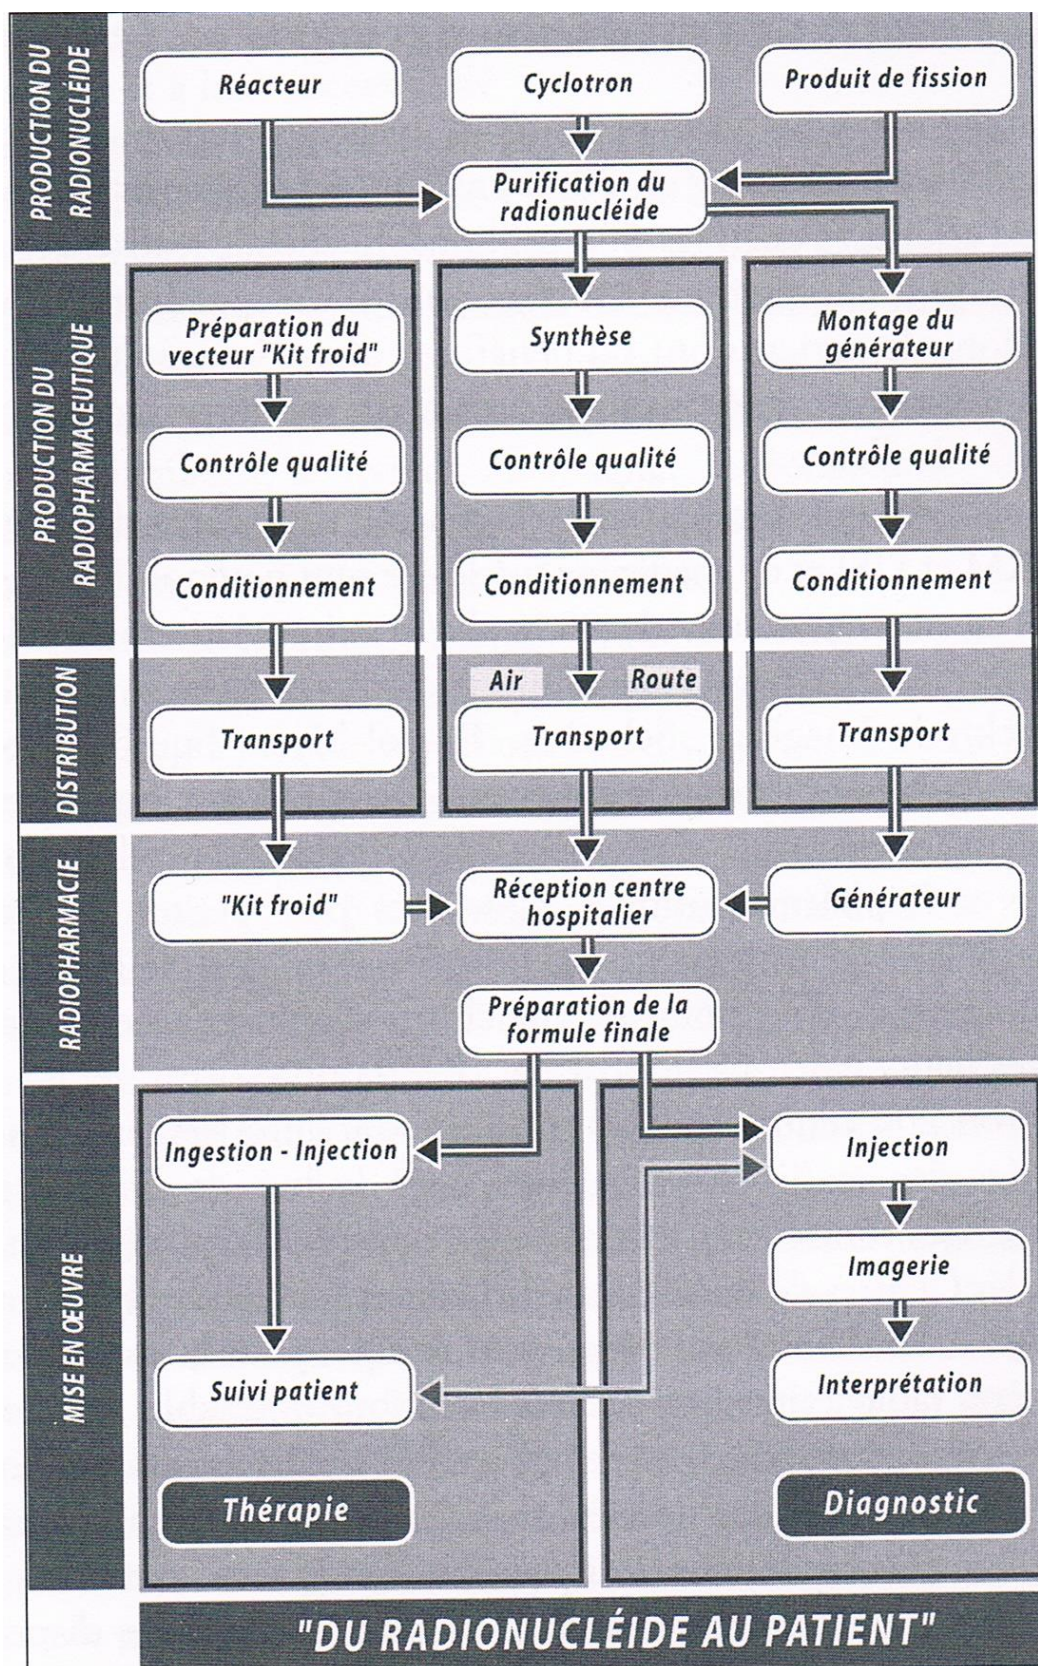 PRODUCTION DU
RADIONUCLÉIDE
Réacteur
Cyclotron
Produit de fission
Purification du
radionucléide
PRODUCTION DU
RADIOPHARMACEUTIQUE
Préparation du
vecteur "Kit froid"
Synthèse
Montage du
générateur
Contrôle qualité
Contrôle qualité
Contrôle qualité
Conditionnement
Conditionnement
Conditionnement
DISTRIBUTION
Air
Route
Transport
Transport
Transport
RADIOPHARMACIE
"Kit froid"
Réception centre
hospitalier
Générateur
Préparation de la
formule finale
MISE EN ŒUVRE
Ingestion - Injection
Injection
Imagerie
Suivi patient
Interprétation
Thérapie
Diagnostic
"DU RADIONUCLÉIDE AU PATIENT"